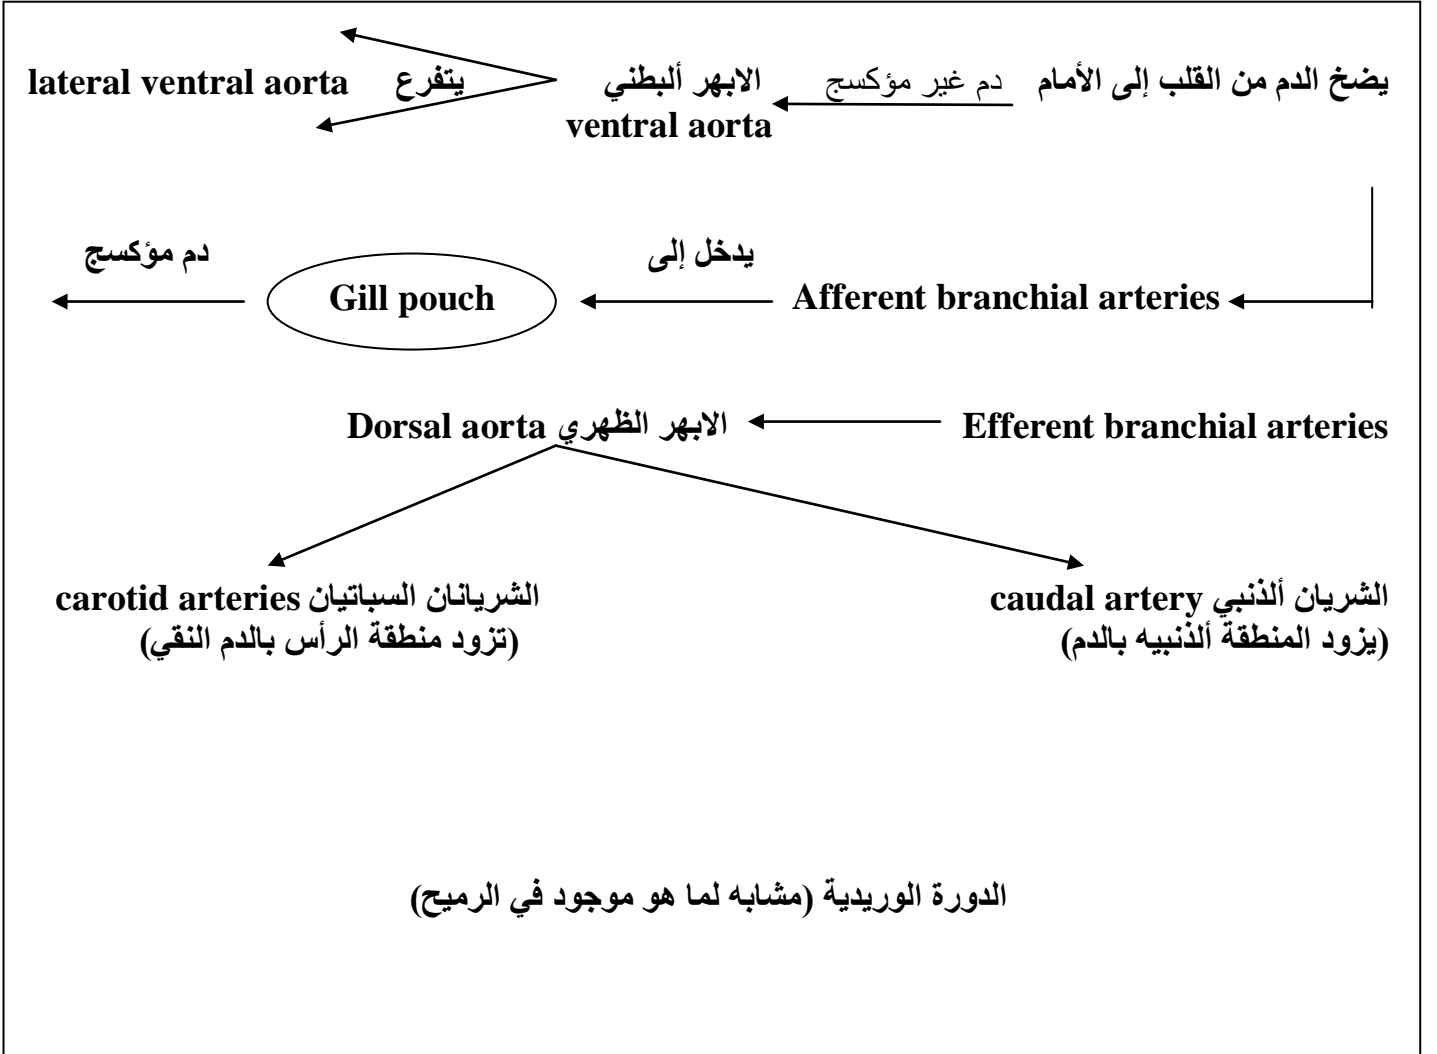 يضخ الدم من القلب إلى الأمام دم غير مؤكسج الابهر ألبطني يتفرع lateral ventral aorta
ventral aorta
يدخل إلى دم مؤكسج
Afferent branchial arteries Gill pouch
Efferent branchial arteries الابهر الظهري Dorsal aorta
الشريان ألذنبي caudal artery الشريانان السباتيان carotid arteries
(يزود المنطقة ألذنبيه بالدم) (تزود منطقة الرأس بالدم النقي)
الدورة الوريدية (مشابه لما هو موجود في الرميح)